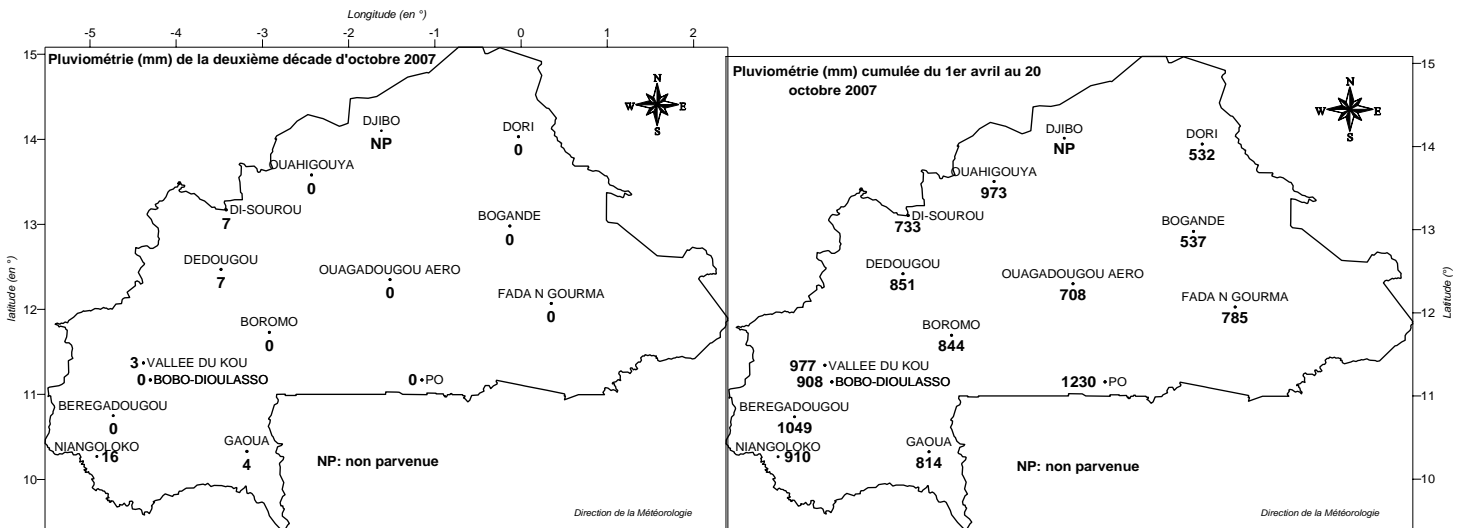 Longitude (en °)
-5 -4 -3 -2 -1 0 1 2
15
14
13
12
11
10
latitude (en °)
Pluviométrie (mm) de la deuxième décade d'octobre 2007
N
W E
S
DJIBO
NP
DORI
0
OUAHIGOUYA
0
DI-SOUROU
7
BOGANDE
0
DEDOUGOU
7
OUAGADOUGOU AERO
0
FADA N GOURMA
0
BOROMO
0
3 VALLEE DU KOU
0 BOBO-DIOULASSO
0 PO
BEREGADOUGOU
0
NIANGOLOKO 16
GAOUA
4
NP: non parvenue
Direction de la Météorologie
Pluviométrie (mm) cumulée du 1er avril au 20
octobre 2007
N
W E
S
DJIBO
NP
DORI
532
OUAHIGOUYA
973
DI-SOUROU
733
BOGANDE
537
DEDOUGOU
851
OUAGADOUGOU AERO
708
FADA N GOURMA
785
BOROMO
844
977 VALLEE DU KOU
908 BOBO-DIOULASSO
1230 PO
BEREGADOUGOU
1049
NIANGOLOKO 910
GAOUA
814
NP: non parvenue
Direction de la Météorologie
15
14
13
12
11
10
Latitude (°)